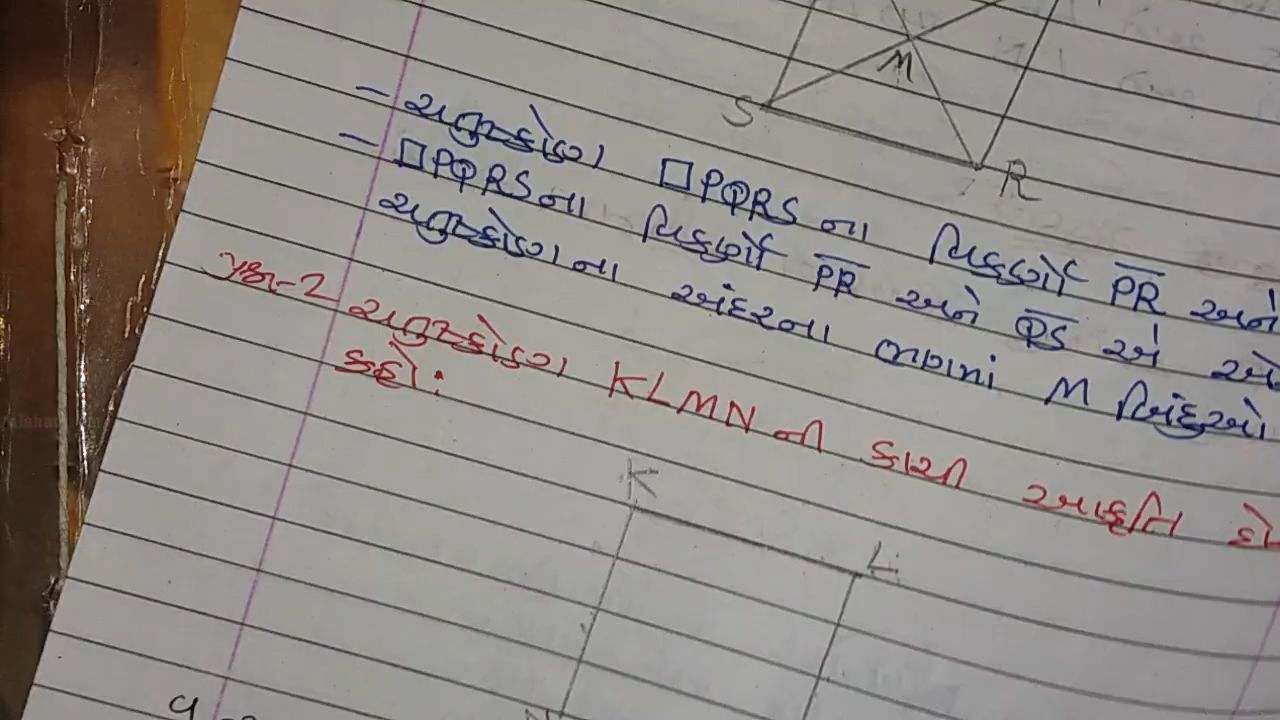 M
S
R
- ચતુષ્કોણ □PQRS ના વિકર્ણો PR અને
- □PQRS ના વિકર્ણો PR અને QS એ એ
ચતુષ્કોણના અંદરના ભાગનાં M બિંદુએ
પ્રશ્ન-2 ચતુષ્કોણ KLMN ની કાચી આકૃતિ દો
કહો:
K
L
N